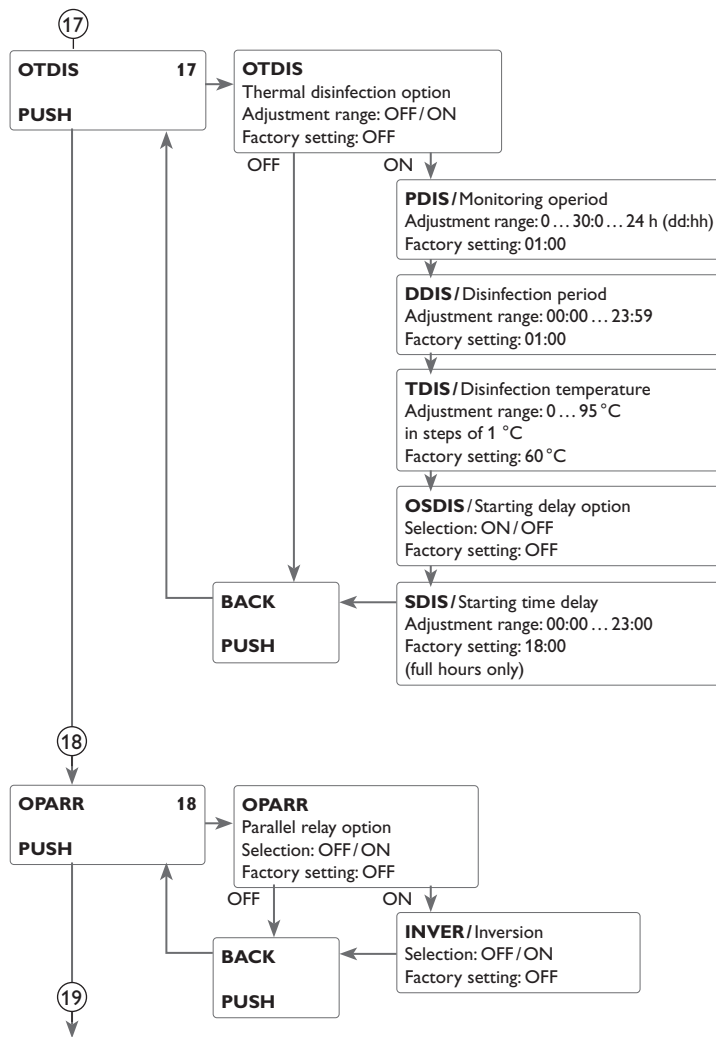 17
OTDIS 17
PUSH
OTDIS
Thermal disinfection option
Adjustment range: OFF/ON
Factory setting: OFF
OFF
ON
PDIS/Monitoring operiod
Adjustment range: 0 … 30:0 … 24 h (dd:hh)
Factory setting: 01:00
DDIS/Disinfection period
Adjustment range: 00:00 … 23:59
Factory setting: 01:00
TDIS/Disinfection temperature
Adjustment range: 0 … 95 °C
in steps of 1 °C
Factory setting: 60 °C
OSDIS/Starting delay option
Selection: ON/OFF
Factory setting: OFF
SDIS/Starting time delay
Adjustment range: 00:00 … 23:00
Factory setting: 18:00
(full hours only)
BACK
PUSH
18
OPARR 18
PUSH
OPARR
Parallel relay option
Selection: OFF/ON
Factory setting: OFF
OFF
ON
INVER/Inversion
Selection: OFF/ON
Factory setting: OFF
BACK
PUSH
19